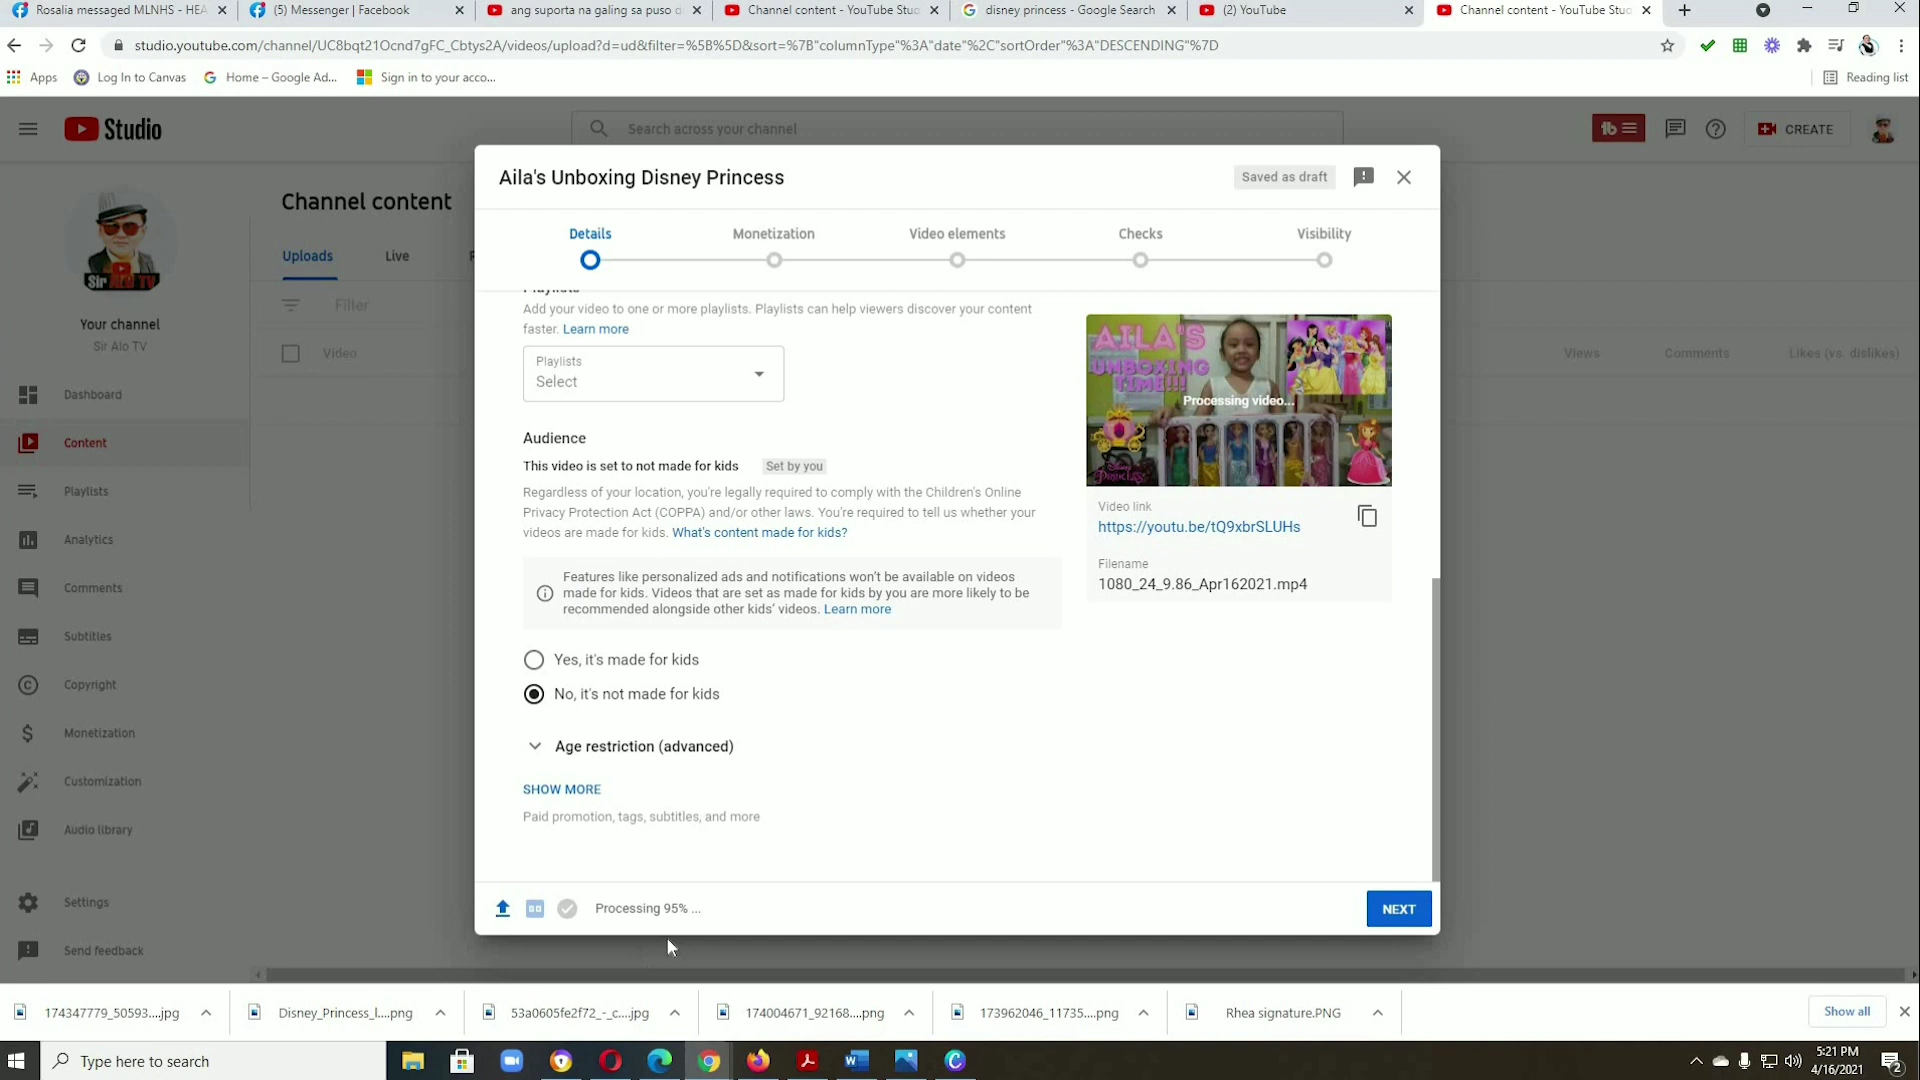 Rosalia messaged MLNHS - HEA
(5) Messenger | Facebook
ang suporta na galing sa puso d
Channel content - YouTube Stu
disney princess - Google Search
(2) YouTube
Channel content - YouTube Stu
studio.youtube.com/channel/UC8bqt21Ocnd7gFC_Cbtys2A/videos/upload?d=ud&filter=%5B%5D&sort=%7B"columnType"%3A"date"%2C"sortOrder"%3A"DESCENDING"%7D
Apps
Log In to Canvas
Home – Google Ad...
Sign in to your acco...
Reading list
Studio
Search across your channel
CREATE
Aila's Unboxing Disney Princess
Saved as draft
Details
Monetization
Video elements
Checks
Visibility
Sir Alo TV
Your channel
Sir Alo TV
Dashboard
Content
Playlists
Analytics
Comments
Subtitles
Copyright
Monetization
Customization
Audio library
Settings
Send feedback
Channel content
Uploads
Live
Filter
Video
Views
Comments
Likes (vs. dislikes)
Playlists
Add your video to one or more playlists. Playlists can help viewers discover your content
faster. Learn more
Playlists
Select
Audience
This video is set to not made for kids
Set by you
Regardless of your location, you're legally required to comply with the Children's Online
Privacy Protection Act (COPPA) and/or other laws. You're required to tell us whether your
videos are made for kids. What's content made for kids?
Features like personalized ads and notifications won't be available on videos
made for kids. Videos that are set as made for kids by you are more likely to be
recommended alongside other kids' videos. Learn more
Yes, it's made for kids
No, it's not made for kids
Age restriction (advanced)
SHOW MORE
Paid promotion, tags, subtitles, and more
AILA'S
UNBOXING
TIME!!!
Processing video...
Disney
Princess
Video link
https://youtu.be/tQ9xbrSLUHs
Filename
1080_24_9.86_Apr162021.mp4
Processing 95% ...
NEXT
174347779_50593....jpg
Disney_Princess_l....png
53a0605fe2f72_-_c....jpg
174004671_92168....png
173962046_11735....png
Rhea signature.PNG
Show all
Type here to search
5:21 PM
4/16/2021
2